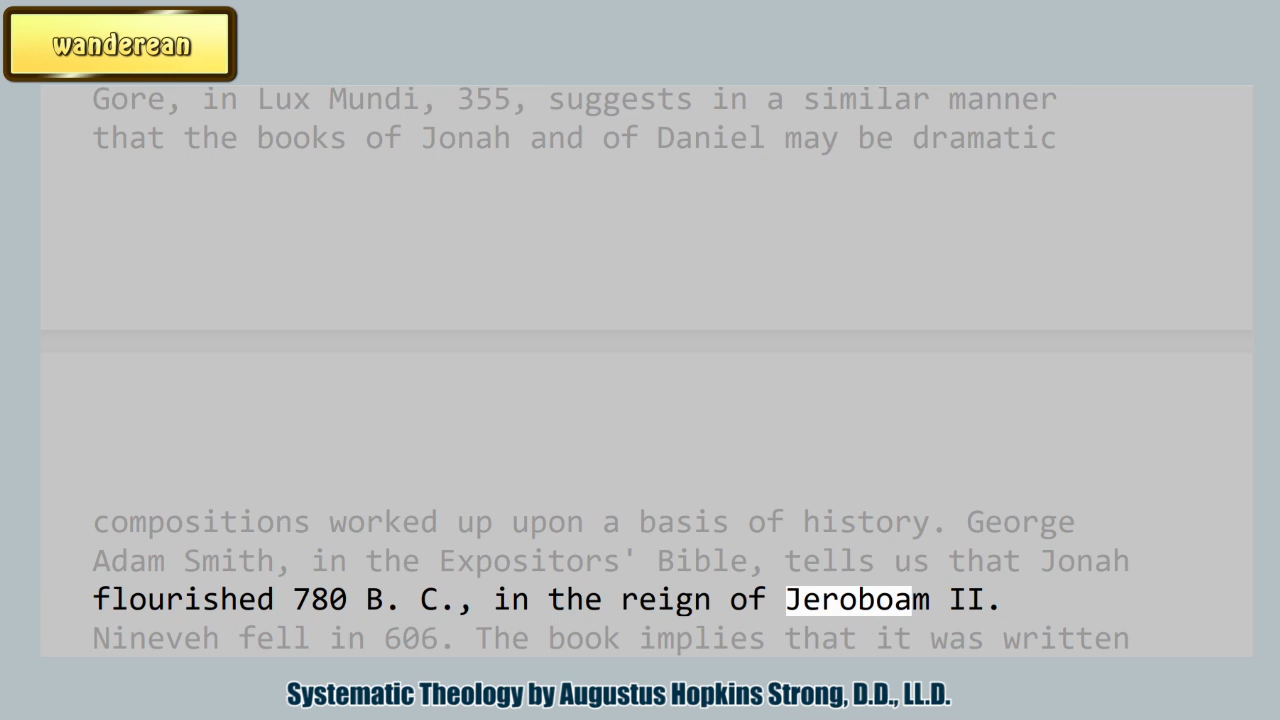 wanderean
Gore, in Lux Mundi, 355, suggests in a similar manner
that the books of Jonah and of Daniel may be dramatic
compositions worked up upon a basis of history. George
Adam Smith, in the Expositors' Bible, tells us that Jonah
flourished 780 B. C., in the reign of Jeroboam II.
Nineveh fell in 606. The book implies that it was written
Systematic Theology by Augustus Hopkins Strong, D.D., LL.D.